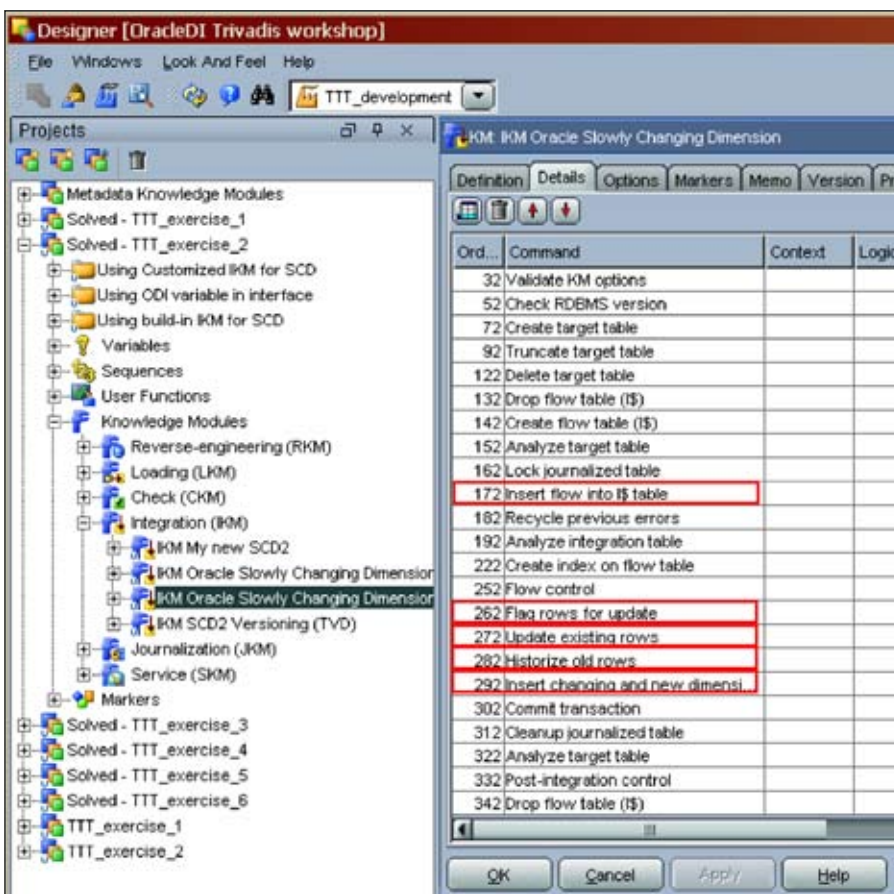 Designer [OracleDI Trivadis workshop]
File Windows Look And Feel Help
TTT_development
Projects
Metadata Knowledge Modules
Solved - TTT_exercise_1
Solved - TTT_exercise_2
Using Customized IKM for SCD
Using ODI variable in interface
Using build-in IKM for SCD
Variables
Sequences
User Functions
Knowledge Modules
Reverse-engineering (RKM)
Loading (LKM)
Check (CKM)
Integration (IKM)
IKM My new SCD2
IKM Oracle Slowly Changing Dimension
IKM Oracle Slowly Changing Dimension
IKM SCD2 Versioning (TVD)
Journalization (JKM)
Service (SKM)
Markers
Solved - TTT_exercise_3
Solved - TTT_exercise_4
Solved - TTT_exercise_5
Solved - TTT_exercise_6
TTT_exercise_1
TTT_exercise_2
KM: IKM Oracle Slowly Changing Dimension
Definition Details Options Markers Memo Version Pr
Ord... Command Context Logic
32 Validate KM options
52 Check RDBMS version
72 Create target table
92 Truncate target table
122 Delete target table
132 Drop flow table (I$)
142 Create flow table (I$)
152 Analyze target table
162 Lock journalized table
172 Insert flow into I$ table
182 Recycle previous errors
192 Analyze integration table
222 Create index on flow table
252 Flow control
262 Flag rows for update
272 Update existing rows
282 Historize old rows
292 Insert changing and new dimensi...
302 Commit transaction
312 Cleanup journalized table
322 Analyze target table
332 Post-integration control
342 Drop flow table (I$)
OK Cancel Apply Help